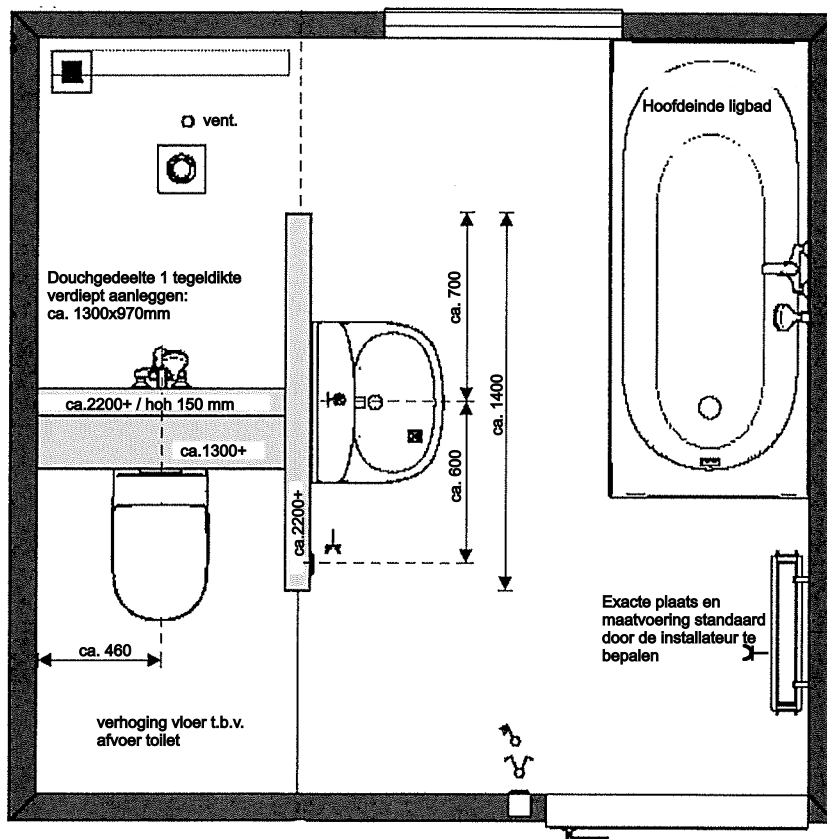 Hoofdeinde ligbad
vent.
Douchgedeelte 1 tegeldikte
verdiept aanleggen:
ca. 1300x970mm
ca. 700
ca. 1400
ca.2200+ / hoh 150 mm
ca.1300+
ca. 600
ca.2200+
Exacte plaats en
maatvoering standaard
door de installateur te
bepalen
ca. 460
verhoging vloer t.b.v.
afvoer toilet